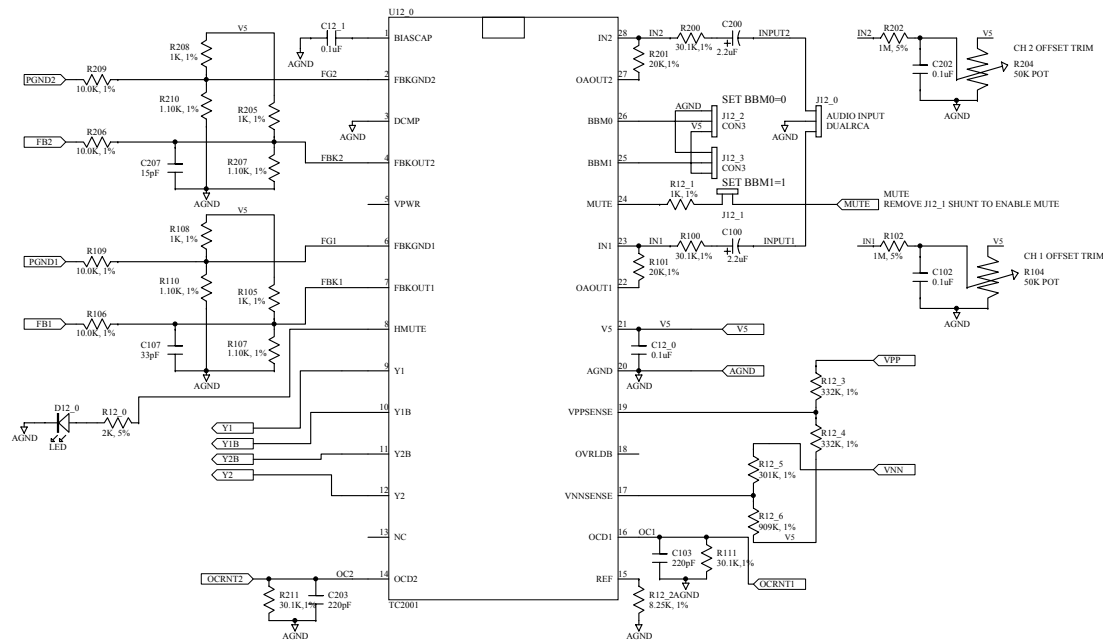 U12_0
TC2001
1 BIASCAP
2 FBKGND2
3 DCMP
4 FBKOUT2
5 VPWR
6 FBKGND1
7 FBKOUT1
8 HMUTE
9 Y1
10 Y1B
11 Y2B
12 Y2
13 NC
14 OCD2
IN2 28
OAOUT2 27
BBM0 26
BBM1 25
MUTE 24
IN1 23
OAOUT1 22
V5 21
AGND 20
VPPSENSE 19
OVRLDB 18
VNNSENSE 17
OCD1 16
REF 15
C12_1
0.1uF
AGND
V5
R208
1K, 1%
PGND2
R209
10.0K, 1%
FG2
R210
1.10K, 1%
R205
1K, 1%
AGND
FB2
R206
10.0K, 1%
FBK2
C207
15pF
R207
1.10K, 1%
AGND
V5
R108
1K, 1%
PGND1
R109
10.0K, 1%
FG1
R110
1.10K, 1%
R105
1K, 1%
FBK1
FB1
R106
10.0K, 1%
C107
33pF
R107
1.10K, 1%
AGND
D12_0
LED
AGND
R12_0
2K, 5%
Y1
Y1B
Y2B
Y2
OCRNT2
OC2
R211
30.1K,1%
C203
220pF
AGND
IN2
R200
30.1K,1%
C200
2.2uF
INPUT2
R201
20K,1%
AGND
V5
SET BBM0=0
J12_2
CON3
J12_3
CON3
SET BBM1=1
AGND
J12_0
AUDIO INPUT
DUALRCA
R12_1
1K, 1%
J12_1
MUTE
MUTE
REMOVE J12_1 SHUNT TO ENABLE MUTE
IN1
R100
30.1K,1%
C100
2.2uF
INPUT1
R101
20K,1%
IN2
R202
1M, 5%
C202
0.1uF
V5
CH 2 OFFSET TRIM
R204
50K POT
AGND
IN1
R102
1M, 5%
C102
0.1uF
V5
CH 1 OFFSET TRIM
R104
50K POT
AGND
V5
V5
C12_0
0.1uF
AGND
AGND
VPP
R12_3
332K, 1%
R12_4
332K, 1%
VNN
R12_5
301K, 1%
R12_6
909K, 1%
V5
OC1
C103
220pF
R111
30.1K,1%
AGND
OCRNT1
R12_2
8.25K, 1%
AGND